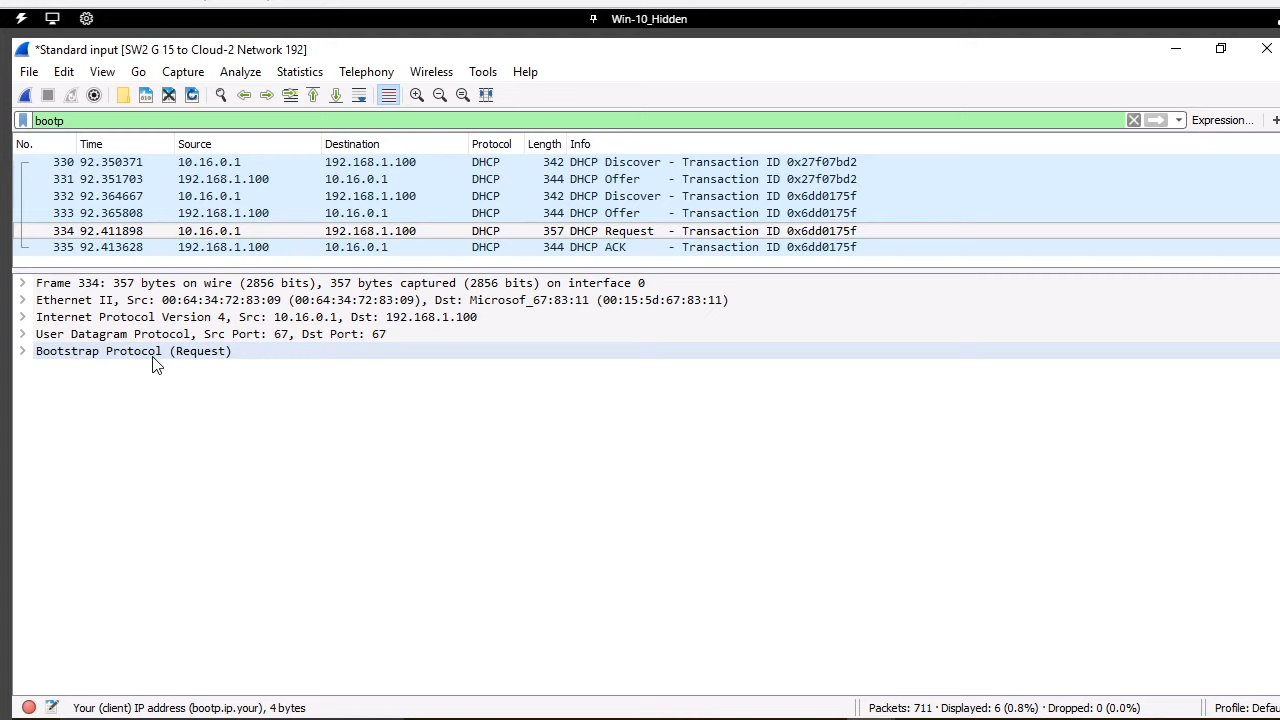 Win-10_Hidden
*Standard input [SW2 G 15 to Cloud-2 Network 192]
File Edit View Go Capture Analyze Statistics Telephony Wireless Tools Help
bootp Expression...
No. Time Source Destination Protocol Length Info
330 92.350371 10.16.0.1 192.168.1.100 DHCP 342 DHCP Discover - Transaction ID 0x27f07bd2
331 92.351703 192.168.1.100 10.16.0.1 DHCP 344 DHCP Offer - Transaction ID 0x27f07bd2
332 92.364667 10.16.0.1 192.168.1.100 DHCP 342 DHCP Discover - Transaction ID 0x6dd0175f
333 92.365808 192.168.1.100 10.16.0.1 DHCP 344 DHCP Offer - Transaction ID 0x6dd0175f
334 92.411898 10.16.0.1 192.168.1.100 DHCP 357 DHCP Request - Transaction ID 0x6dd0175f
335 92.413628 192.168.1.100 10.16.0.1 DHCP 344 DHCP ACK - Transaction ID 0x6dd0175f
Frame 334: 357 bytes on wire (2856 bits), 357 bytes captured (2856 bits) on interface 0
Ethernet II, Src: 00:64:34:72:83:09 (00:64:34:72:83:09), Dst: Microsof_67:83:11 (00:15:5d:67:83:11)
Internet Protocol Version 4, Src: 10.16.0.1, Dst: 192.168.1.100
User Datagram Protocol, Src Port: 67, Dst Port: 67
Bootstrap Protocol (Request)
Your (client) IP address (bootp.ip.your), 4 bytes Packets: 711 · Displayed: 6 (0.8%) · Dropped: 0 (0.0%) Profile: Defau